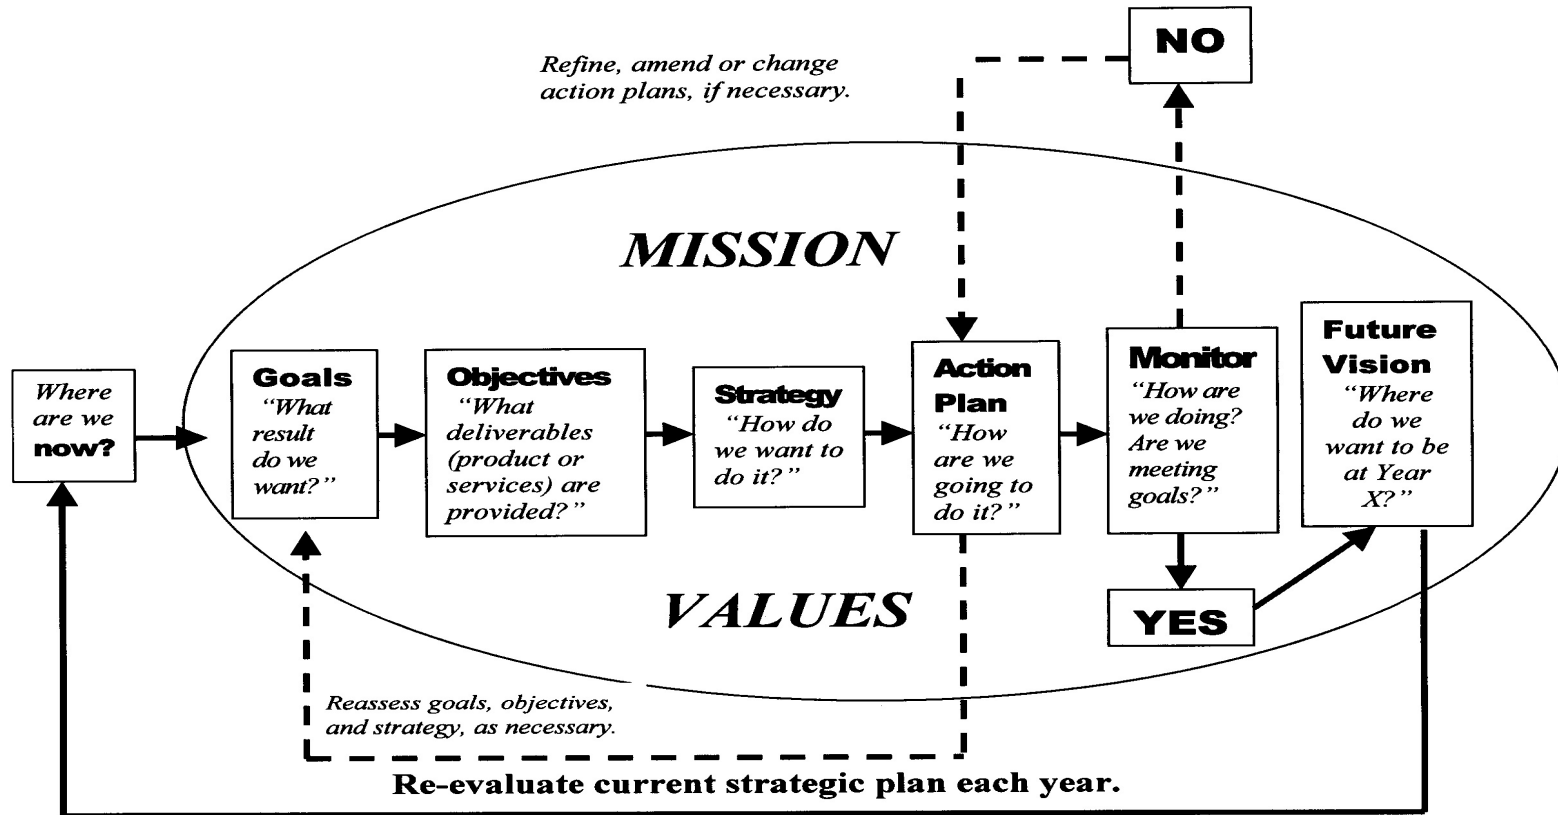 NO
Refine, amend or change
action plans, if necessary.
MISSION
Where
are we
now?
Goals
“What
result
do we
want?”
Objectives
“What
deliverables
(product or
services) are
provided?”
Strategy
“How do
we want to
do it?”
Action
Plan
“How
are we
going to
do it?”
Monitor
“How are
we doing?
Are we
meeting
goals?”
Future
Vision
“Where
do we
want to be
at Year
X?”
YES
VALUES
Reassess goals, objectives,
and strategy, as necessary.
Re-evaluate current strategic plan each year.